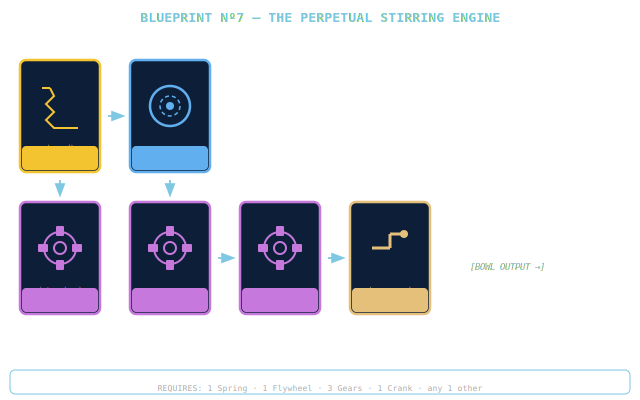 BLUEPRINT Nº7 — THE PERPETUAL STIRRING ENGINE
[BOWL OUTPUT →]
REQUIRES: 1 Spring · 1 Flywheel · 3 Gears · 1 Crank · any 1 other